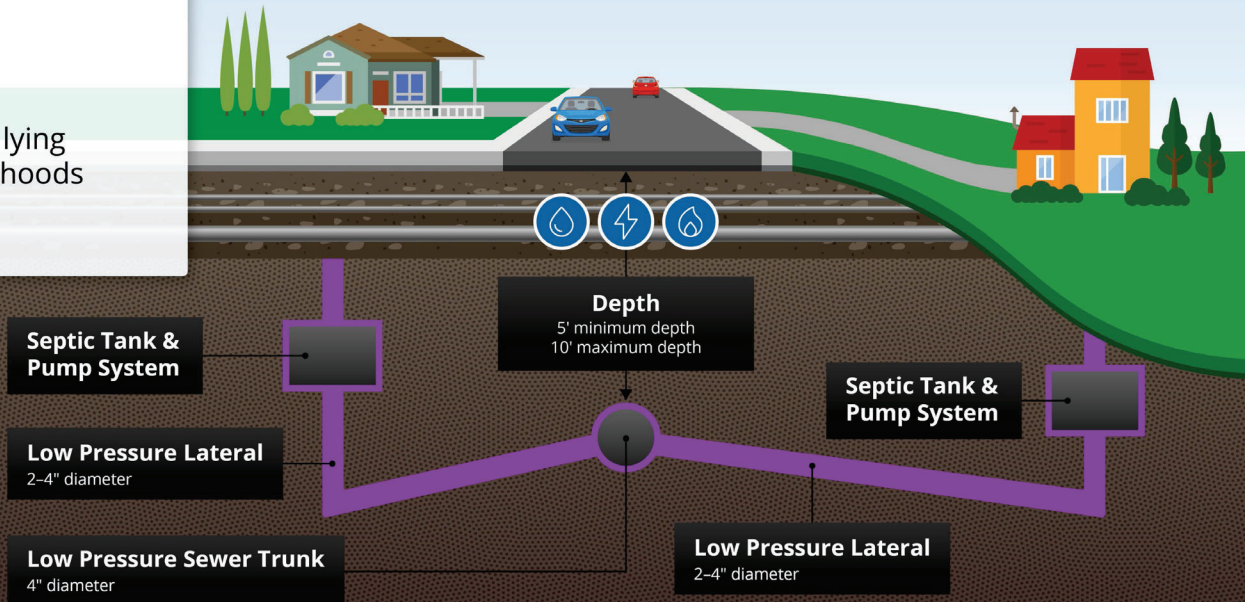 lying
hoods
Depth
5' minimum depth
10' maximum depth
Septic Tank &
Pump System
Septic Tank &
Pump System
Low Pressure Lateral
2–4" diameter
Low Pressure Sewer Trunk
4" diameter
Low Pressure Lateral
2–4" diameter